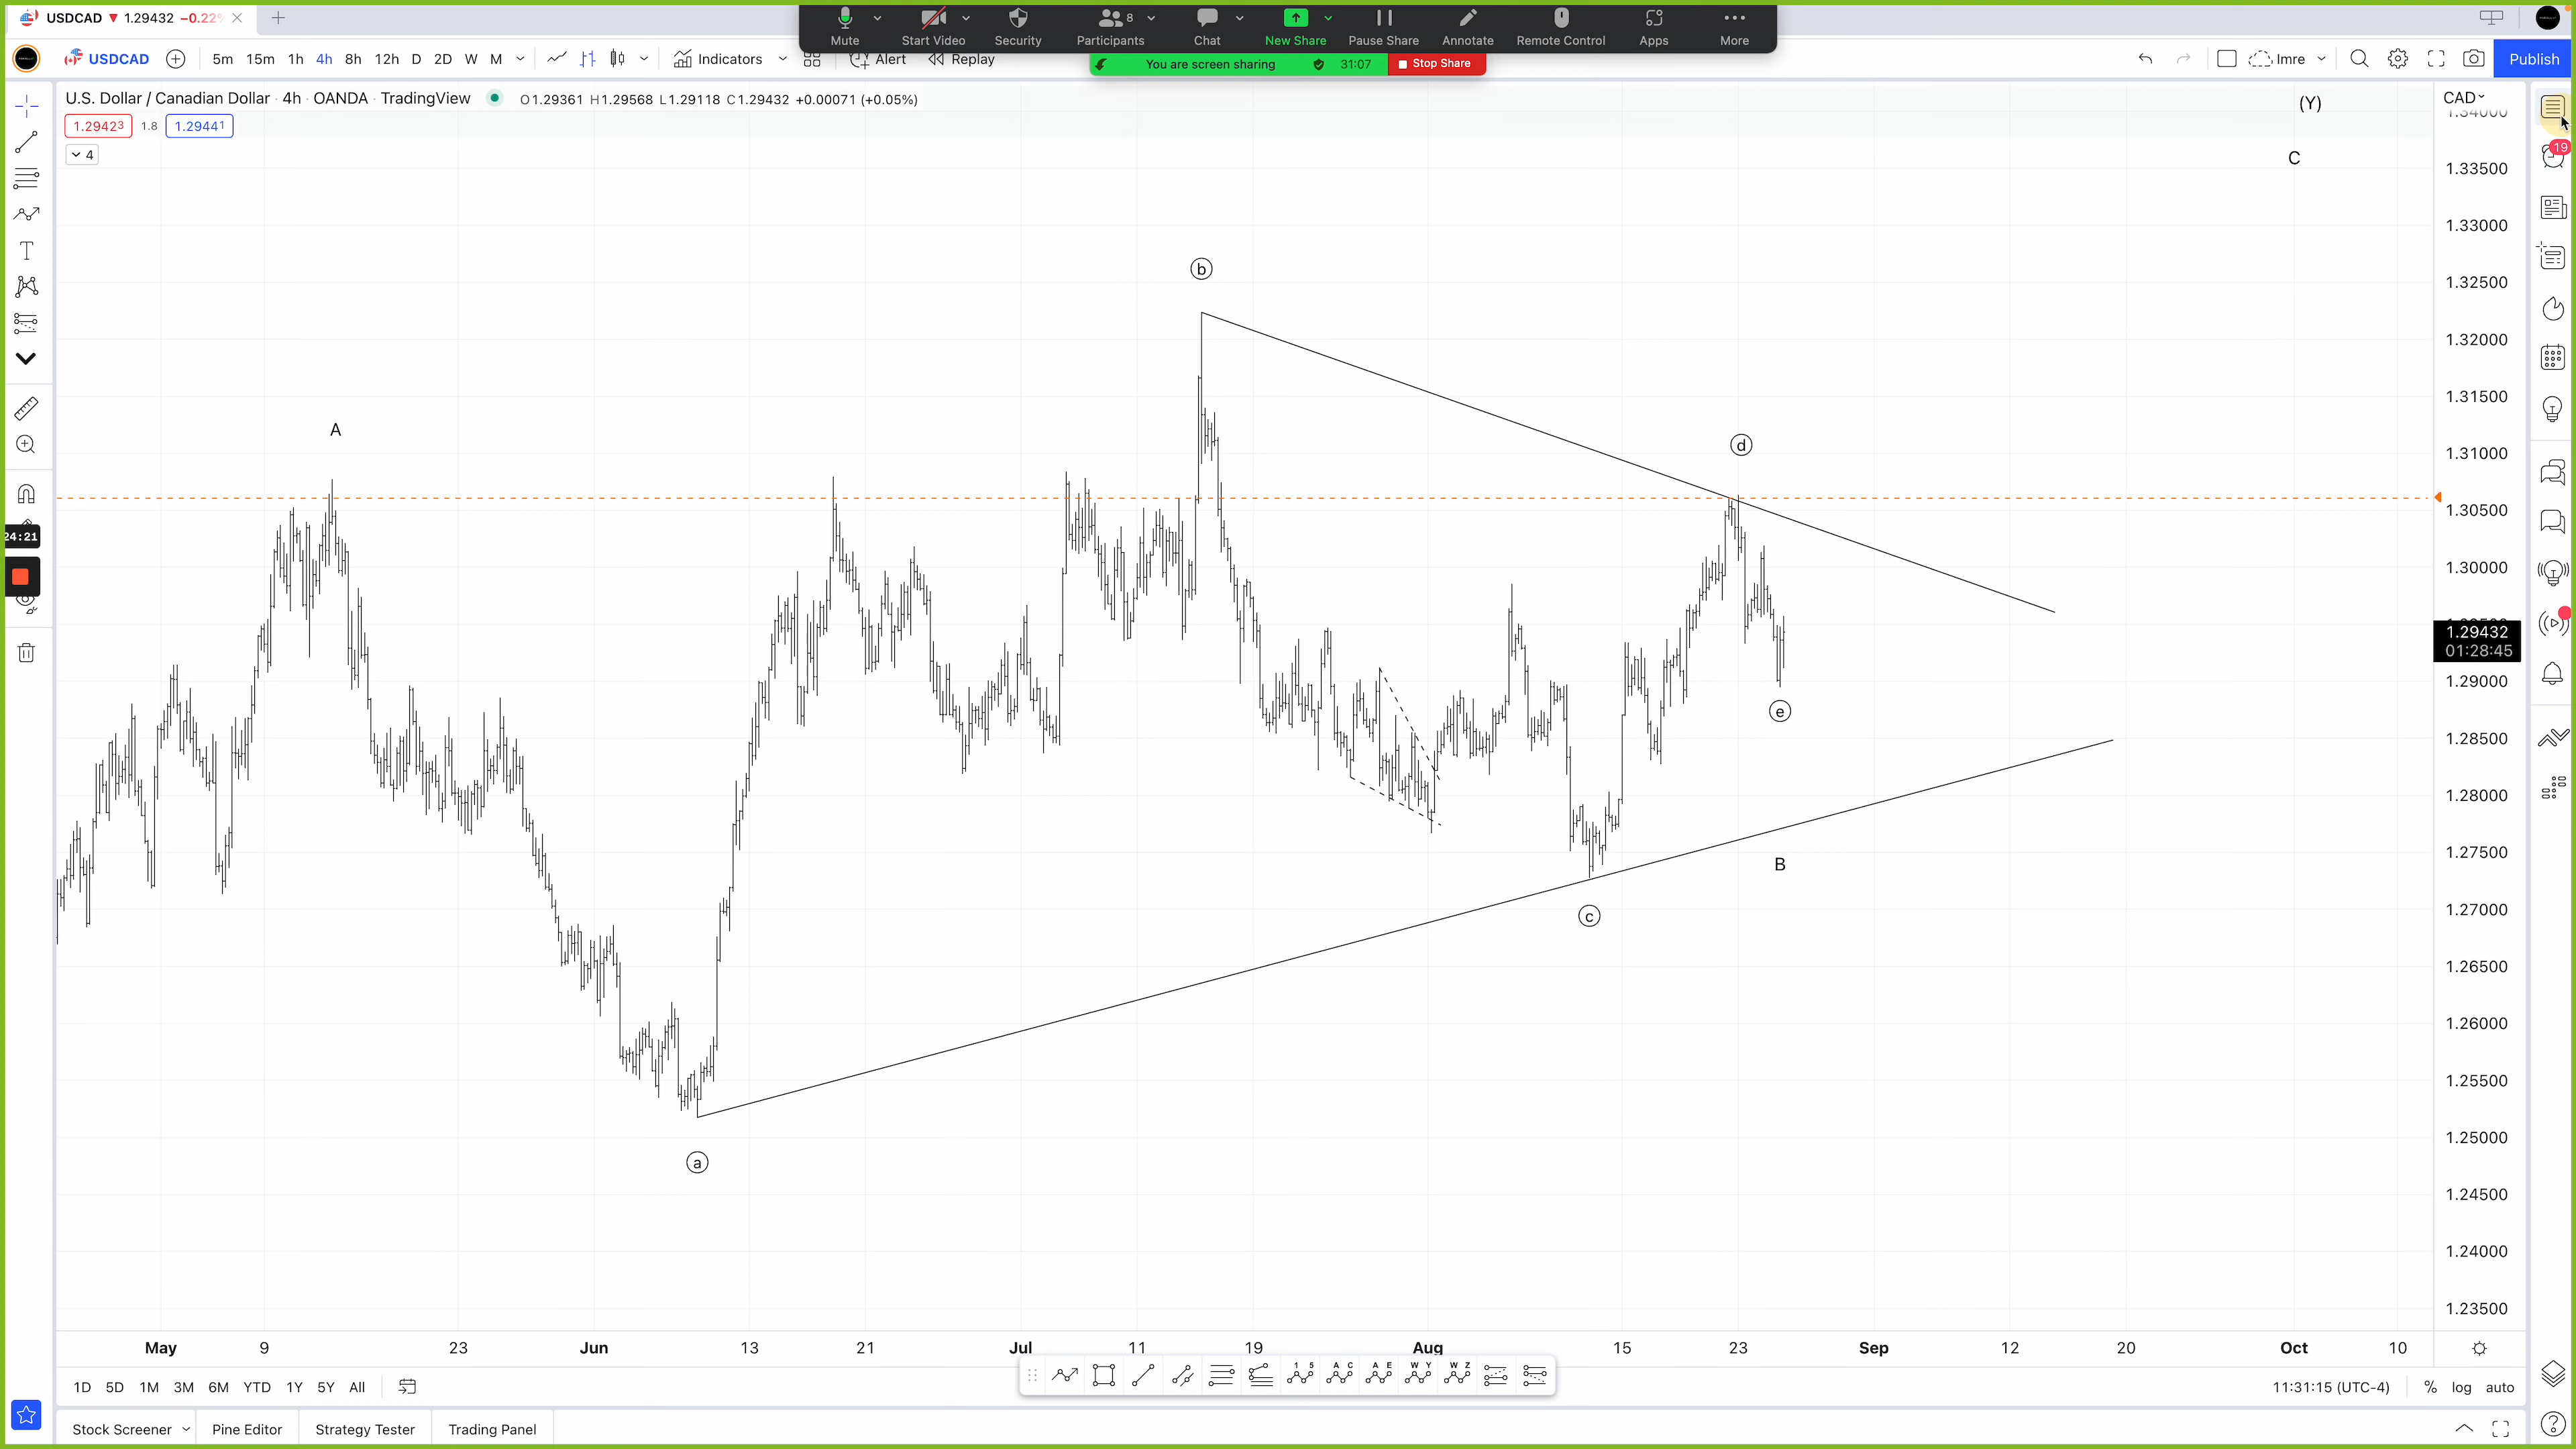 USDCAD ▼ 1.29432 −0.22
Mute Start Video Security 8 Participants Chat New Share Pause Share Annotate Remote Control Apps More
USDCAD 5m 15m 1h 4h 8h 12h D 2D W M Indicators Alert Replay
You are screen sharing 31:07 Stop Share
Imre Publish
U.S. Dollar / Canadian Dollar · 4h · OANDA · TradingView O1.29361 H1.29568 L1.29118 C1.29432 +0.00071 (+0.05%)
1.29423 1.8 1.29441
4
(Y)
CAD
C
19
1.33500
1.33000
b
1.32500
1.32000
1.31500
A
d
1.31000
1.30500
24:21
1.30000
1.29432
01:28:45
1.29000
e
1.28500
1.28000
1.27500
B
1.27000
c
1.26500
1.26000
1.25500
1.25000
a
1.24500
1.24000
1.23500
May 9 23 Jun 13 21 Jul 11 19 Aug 15 23 Sep 12 20 Oct 10
1 5 A C A E W Y W Z
1D 5D 1M 3M 6M YTD 1Y 5Y All
11:31:15 (UTC-4) % log auto
Stock Screener Pine Editor Strategy Tester Trading Panel